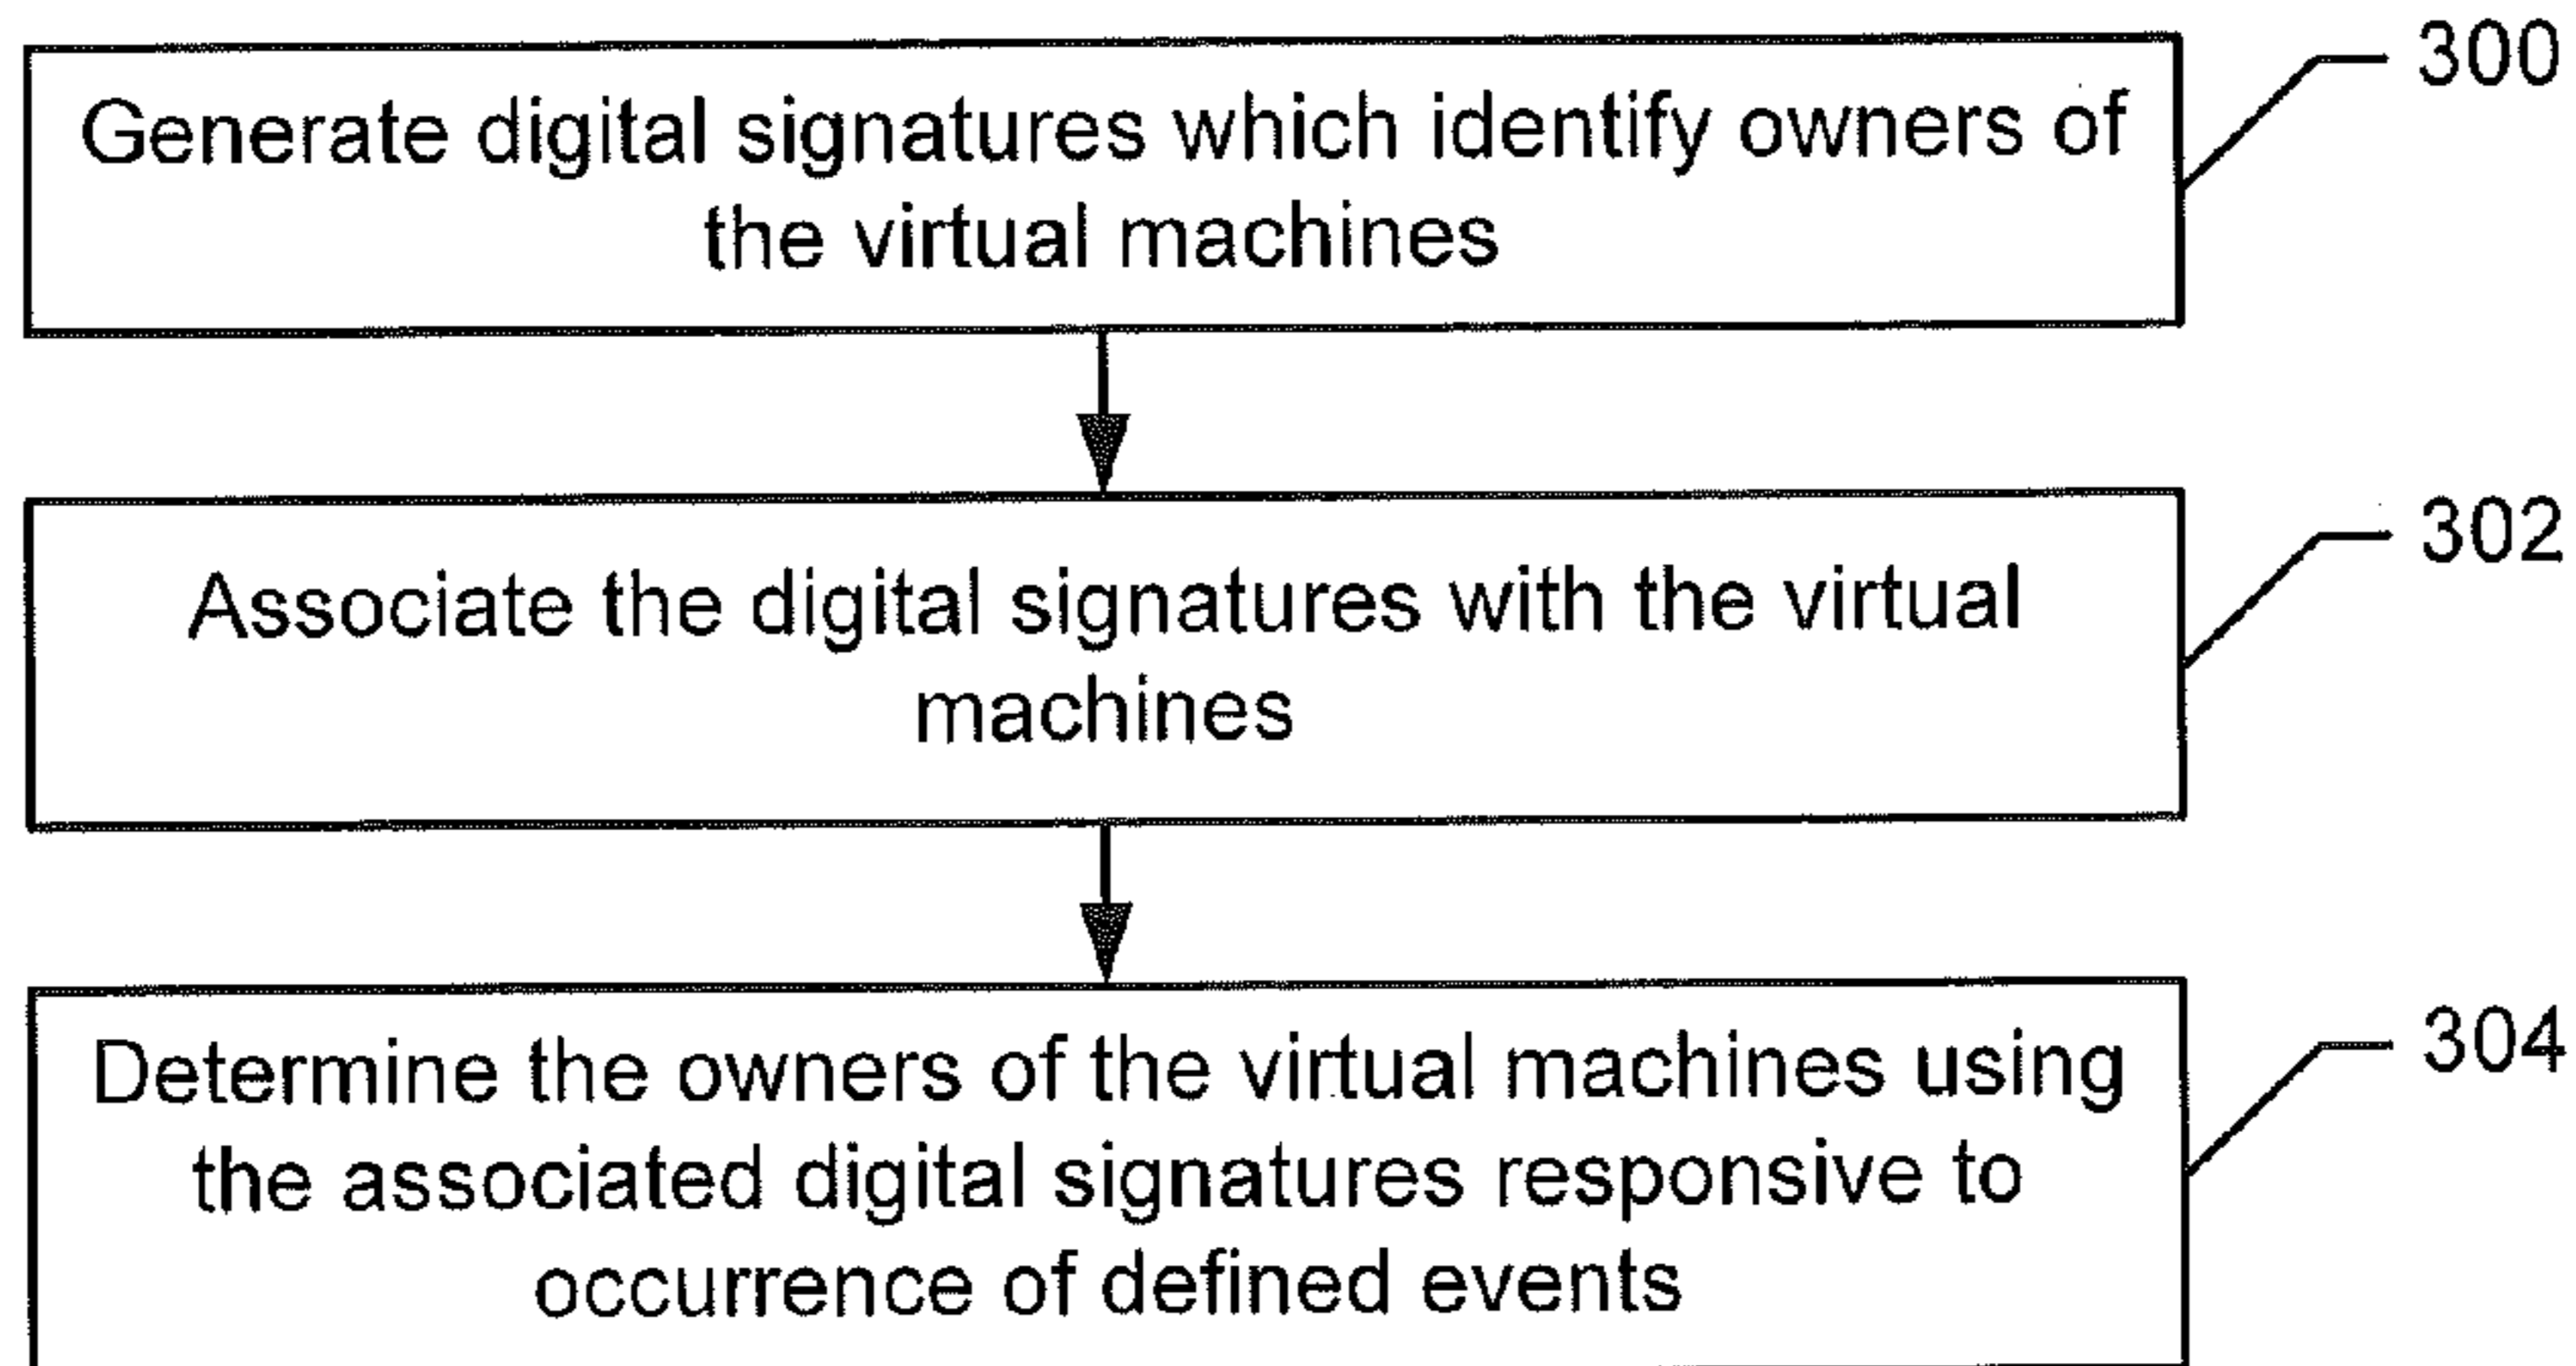 300
Generate digital signatures which identify owners of
the virtual machines
302
Associate the digital signatures with the virtual
machines
304
Determine the owners of the virtual machines using
the associated digital signatures responsive to
occurrence of defined events